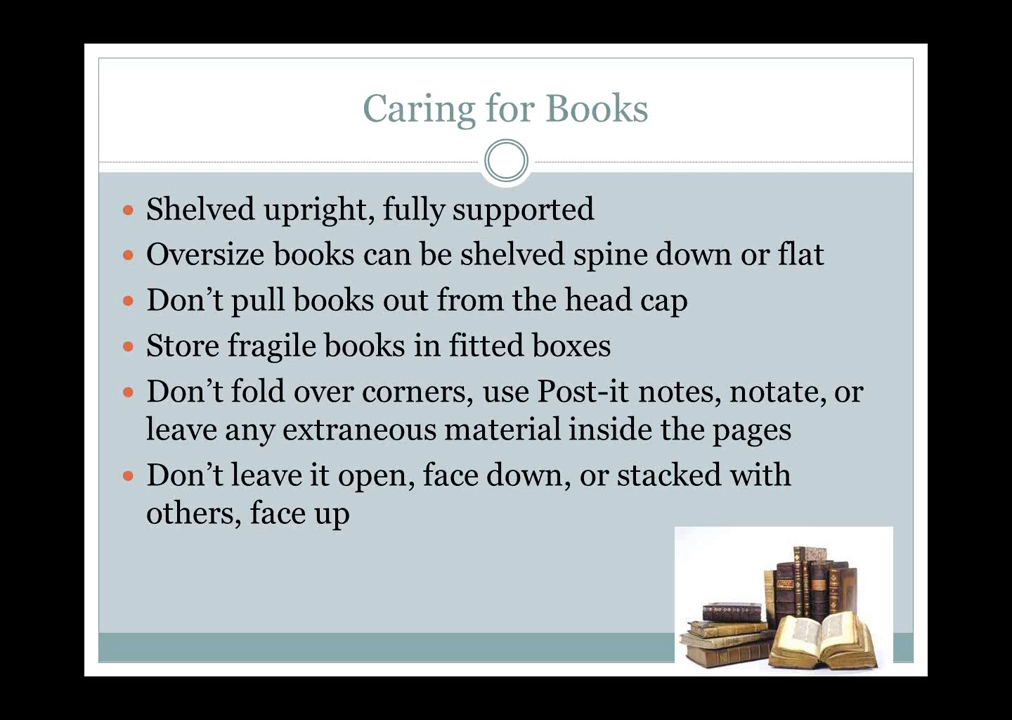 Caring for Books
• Shelved upright, fully supported
• Oversize books can be shelved spine down or flat
• Don’t pull books out from the head cap
• Store fragile books in fitted boxes
• Don’t fold over corners, use Post-it notes, notate, or
leave any extraneous material inside the pages
• Don’t leave it open, face down, or stacked with
others, face up